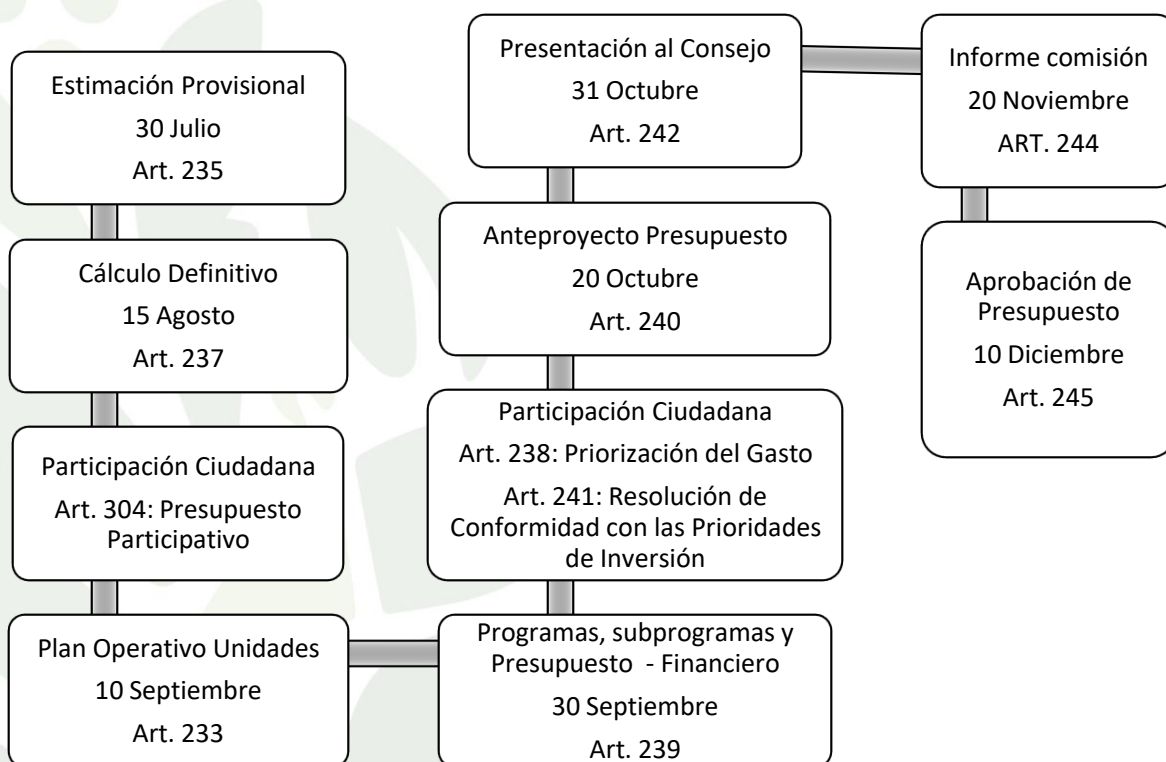 Estimación Provisional
30 Julio
Art. 235
Cálculo Definitivo
15 Agosto
Art. 237
Participación Ciudadana
Art. 304: Presupuesto
Participativo
Plan Operativo Unidades
10 Septiembre
Art. 233
Programas, subprogramas y
Presupuesto - Financiero
30 Septiembre
Art. 239
Participación Ciudadana
Art. 238: Priorización del Gasto
Art. 241: Resolución de
Conformidad con las Prioridades
de Inversión
Anteproyecto Presupuesto
20 Octubre
Art. 240
Presentación al Consejo
31 Octubre
Art. 242
Informe comisión
20 Noviembre
ART. 244
Aprobación de
Presupuesto
10 Diciembre
Art. 245